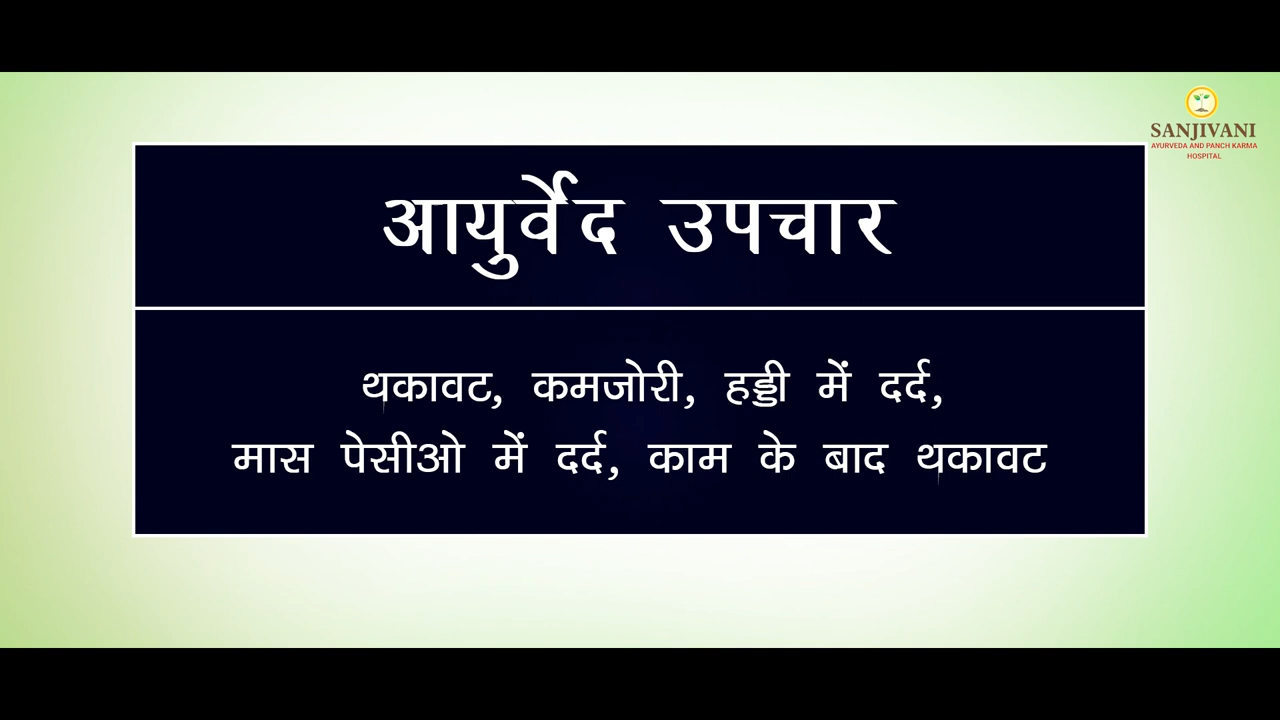 SANJIVANI
AYURVEDA AND PANCH KARMA
HOSPITAL
आयुर्वेद उपचार
थकावट, कमजोरी, हड्डी में दर्द,
मास पेसीओ में दर्द, काम के बाद थकावट